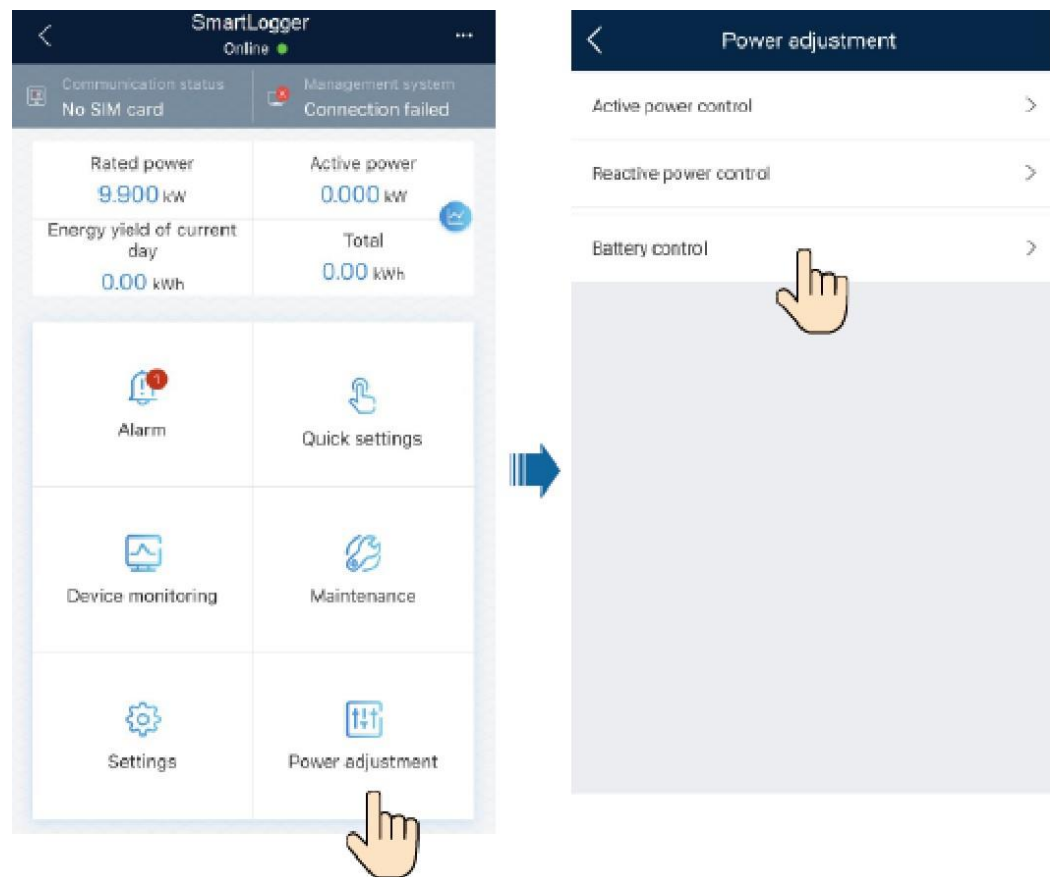 SmartLogger
Online
...
Communication status
No SIM card
Management system
Connection failed
Rated power
9.900 kW
Active power
0.000 kW
Energy yield of current
day
0.00 kWh
Total
0.00 kWh
1
Alarm
Quick settings
Device monitoring
Maintenance
Settings
Power adjustment
Power adjustment
Active power control
Reactive power control
Battery control